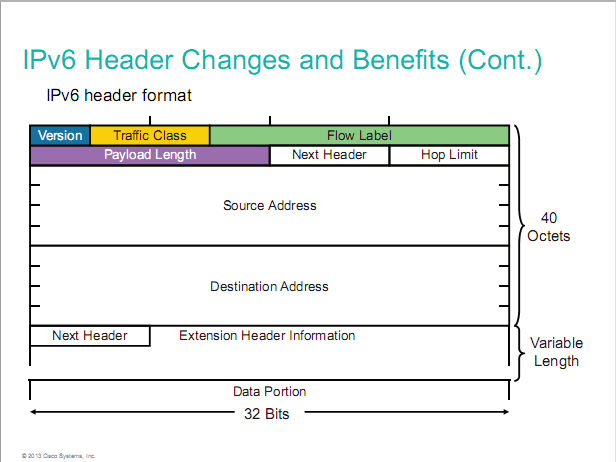 IPv6 Header Changes and Benefits (Cont.)
IPv6 header format
Version Traffic Class Flow Label
Payload Length Next Header Hop Limit
Source Address
40
Octets
Destination Address
Next Header Extension Header Information
Variable
Length
Data Portion
32 Bits
© 2013 Cisco Systems, Inc.